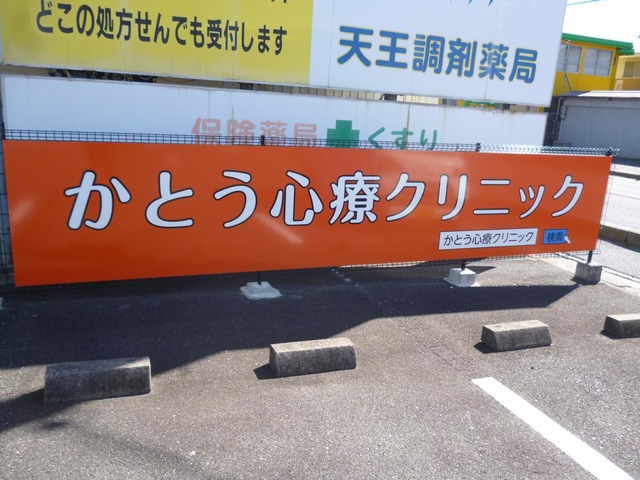 どこの処方せんでも受付します
天王調剤薬局
保険薬局 くすり
かとう心療クリニック
かとう心療クリニック 検索